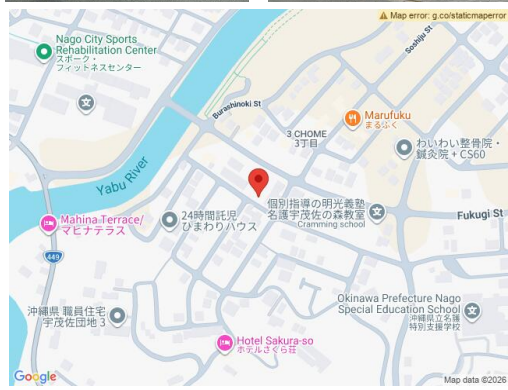 Map error: g.co/staticmaperror
Nago City Sports
Rehabilitation Center
スポーク・
フィットネスセンター
Soshiju St
Burashinoki St
Marufuku
まるふく
3 CHOME
3丁目
わいわい整骨院・
鍼灸院 + CS60
Yabu River
Mahina Terrace/
マヒナテラス
24時間託児
ひまわりハウス
個別指導の明光義塾
名護宇茂佐の森教室
Cramming school
Fukugi St
449
沖縄県 職員住宅
宇茂佐団地 3
Okinawa Prefecture Nago
Special Education School
沖縄県立名護
特別支援学校
Hotel Sakura-so
ホテルさくら荘
Google
Map data ©2026